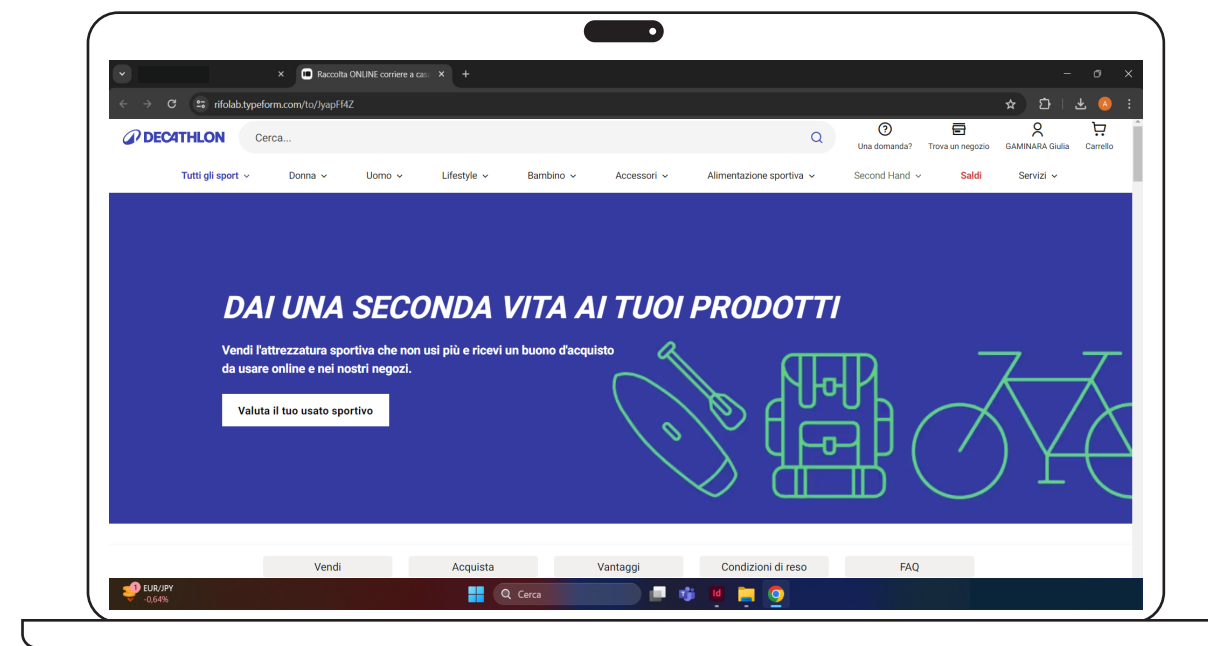 Raccolta ONLINE corriere a cas
rifolab.typeform.com/to/JyapFf4Z
A
DECATHLON
Cerca...
Una domanda?
Trova un negozio
GAMINARA Giulia
Carrello
Tutti gli sport
Donna
Uomo
Lifestyle
Bambino
Accessori
Alimentazione sportiva
Second Hand
Saldi
Servizi
DAI UNA SECONDA VITA AI TUOI PRODOTTI
Vendi l'attrezzatura sportiva che non usi più e ricevi un buono d'acquisto
da usare online e nei nostri negozi.
Valuta il tuo usato sportivo
Vendi
Acquista
Vantaggi
Condizioni di reso
FAQ
1
EUR/JPY
-0,64%
Cerca
Id